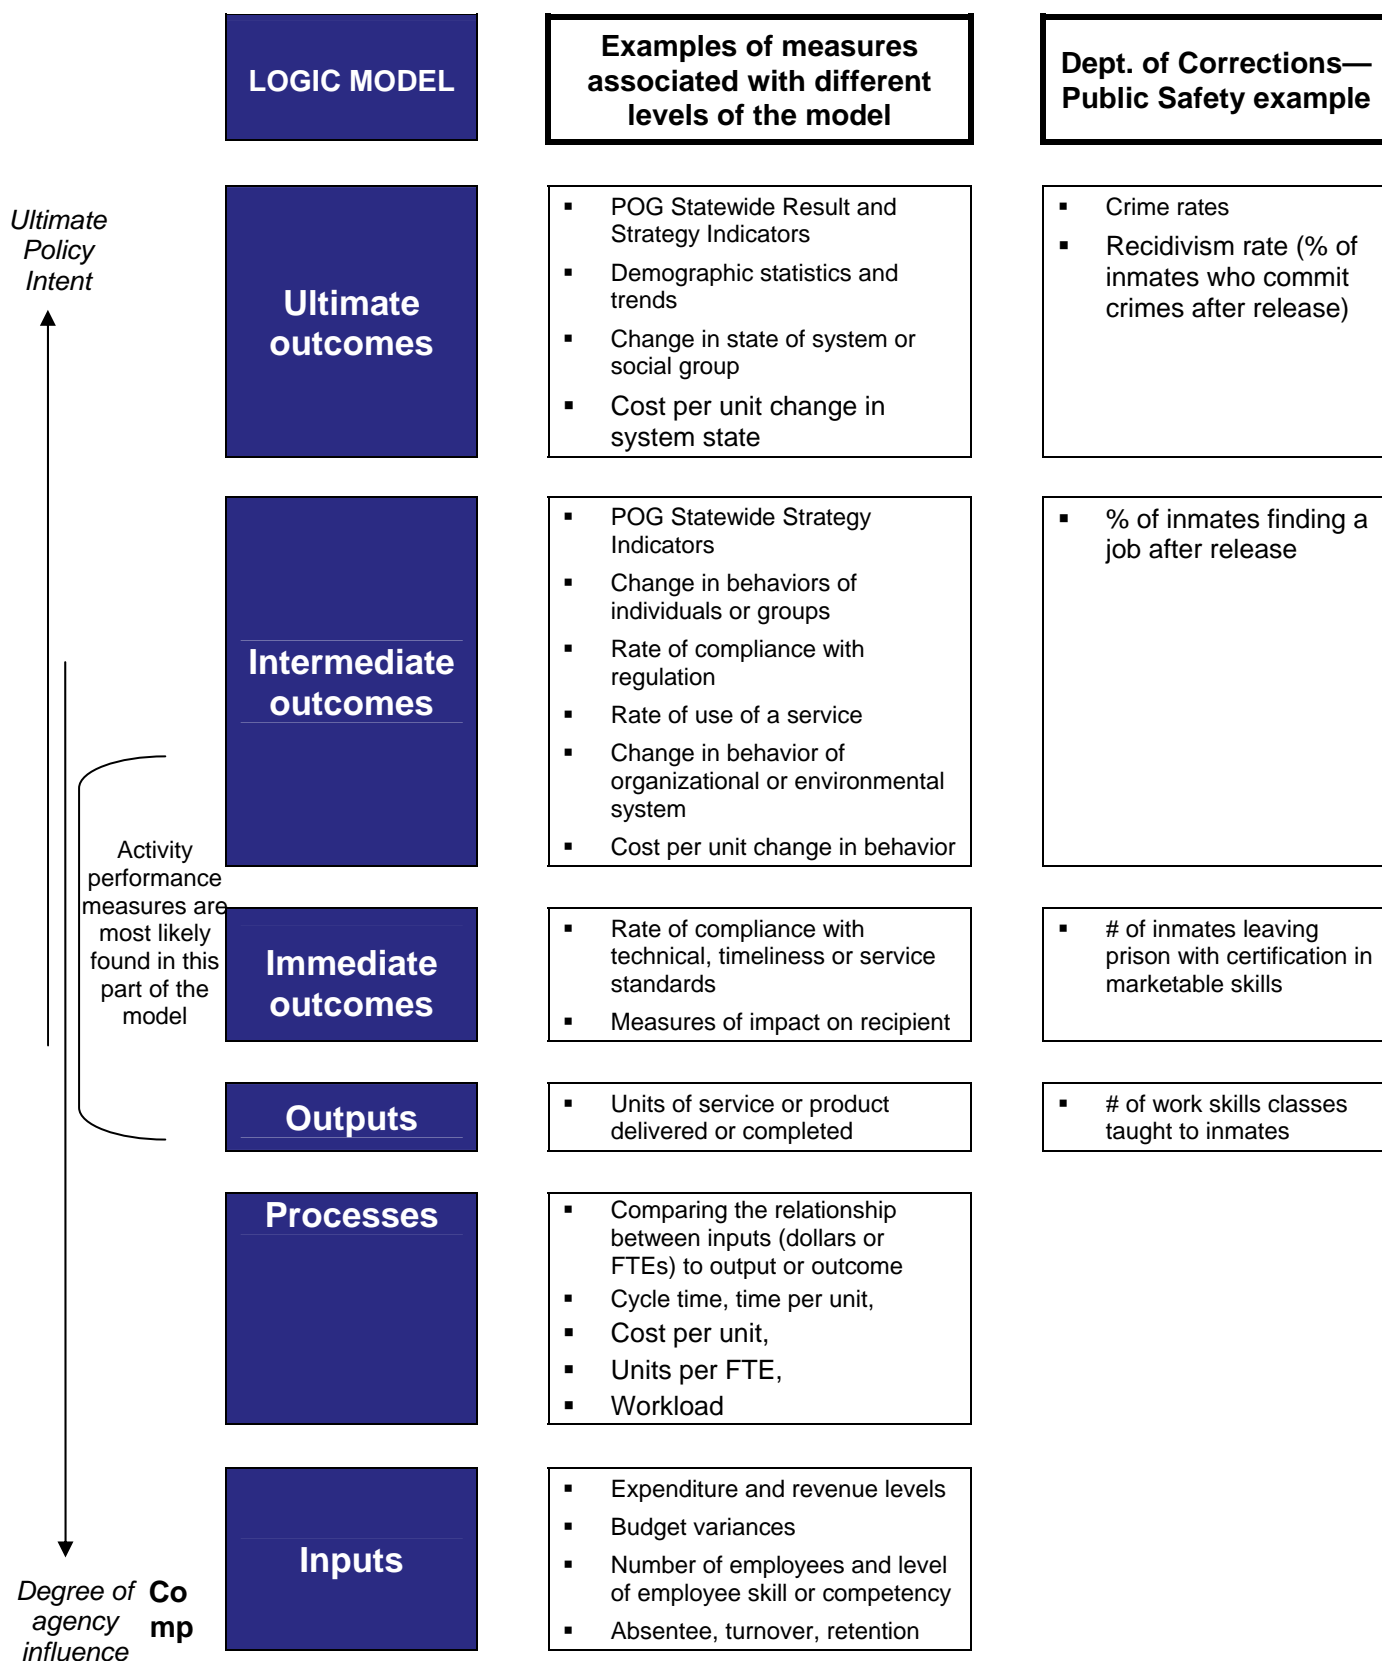 LOGIC MODEL
Examples of measures
associated with different
levels of the model
Dept. of Corrections—
Public Safety example
Ultimate
Policy
Intent
Ultimate
outcomes
▪ POG Statewide Result and
Strategy Indicators
▪ Demographic statistics and
trends
▪ Change in state of system or
social group
▪ Cost per unit change in
system state
▪ Crime rates
▪ Recidivism rate (% of
inmates who commit
crimes after release)
Intermediate
outcomes
▪ POG Statewide Strategy
Indicators
▪ Change in behaviors of
individuals or groups
▪ Rate of compliance with
regulation
▪ Rate of use of a service
▪ Change in behavior of
organizational or environmental
system
▪ Cost per unit change in behavior
▪ % of inmates finding a
job after release
Activity
performance
measures are
most likely
found in this
part of the
model
Immediate
outcomes
▪ Rate of compliance with
technical, timeliness or service
standards
▪ Measures of impact on recipient
▪ # of inmates leaving
prison with certification in
marketable skills
Outputs
▪ Units of service or product
delivered or completed
▪ # of work skills classes
taught to inmates
Processes
▪ Comparing the relationship
between inputs (dollars or
FTEs) to output or outcome
▪ Cycle time, time per unit,
▪ Cost per unit,
▪ Units per FTE,
▪ Workload
Inputs
▪ Expenditure and revenue levels
▪ Budget variances
▪ Number of employees and level
of employee skill or competency
▪ Absentee, turnover, retention
Degree of
agency
influence
Co
mp